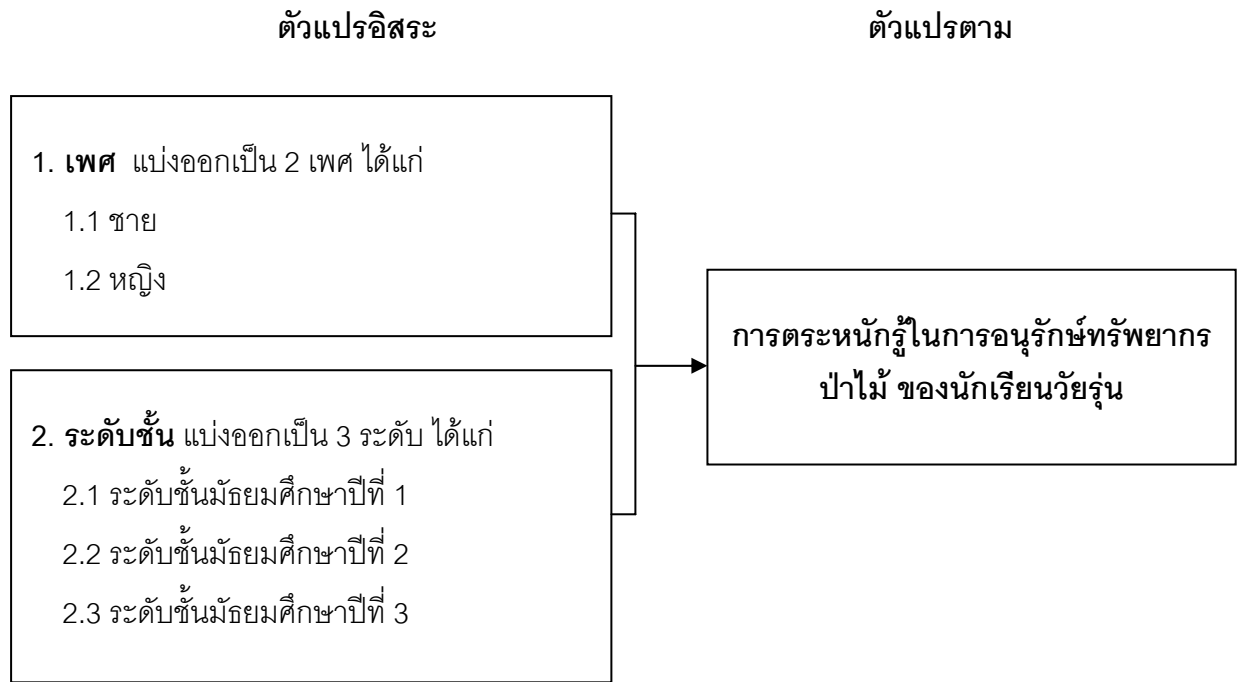 ตัวแปรอิสระ
ตัวแปรตาม
1. เพศ แบ่งออกเป็น 2 เพศ ได้แก่
1.1 ชาย
1.2 หญิง
2. ระดับชั้น แบ่งออกเป็น 3 ระดับ ได้แก่
2.1 ระดับชั้นมัธยมศึกษาปีที่ 1
2.2 ระดับชั้นมัธยมศึกษาปีที่ 2
2.3 ระดับชั้นมัธยมศึกษาปีที่ 3
การตระหนักรู้ในการอนุรักษ์ทรัพยากร
ป่าไม้ ของนักเรียนวัยรุ่น